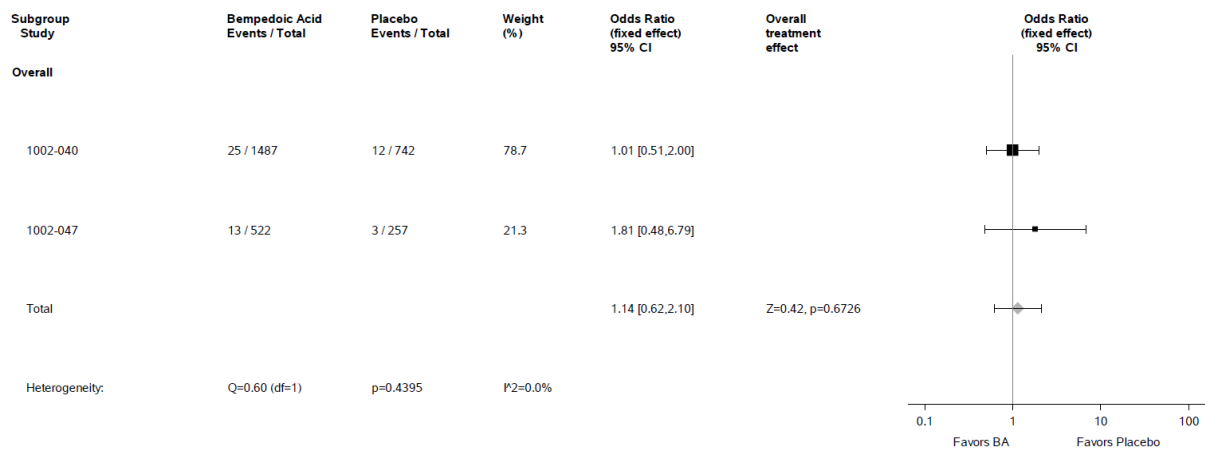 Subgroup Bempedoic Acid Placebo Weight Odds Ratio Overall Odds Ratio
Study Events / Total Events / Total (%) (fixed effect) treatment (fixed effect)
95% CI effect 95% CI
Overall
1002-040 25 / 1487 12 / 742 78.7 1.01 [0.51,2.00]
1002-047 13 / 522 3 / 257 21.3 1.81 [0.48,6.79]
Total 1.14 [0.62,2.10] Z=0.42, p=0.6726
Heterogeneity: Q=0.60 (df=1) p=0.4395 I^2=0.0%
0.1 1 10 100
Favors BA Favors Placebo